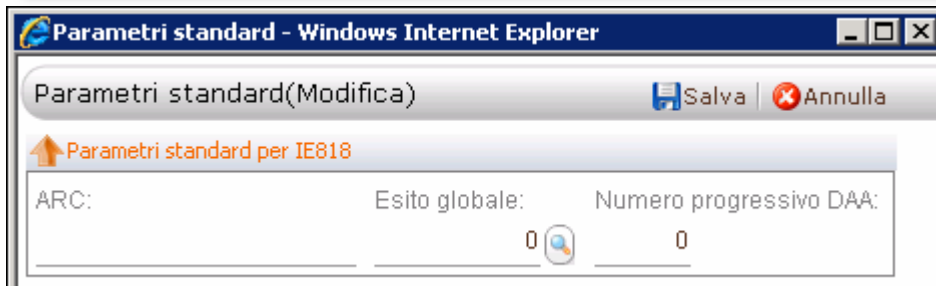 Parametri standard - Windows Internet Explorer
Parametri standard(Modifica) Salva Annulla
Parametri standard per IE818
ARC: Esito globale: Numero progressivo DAA:
0 0